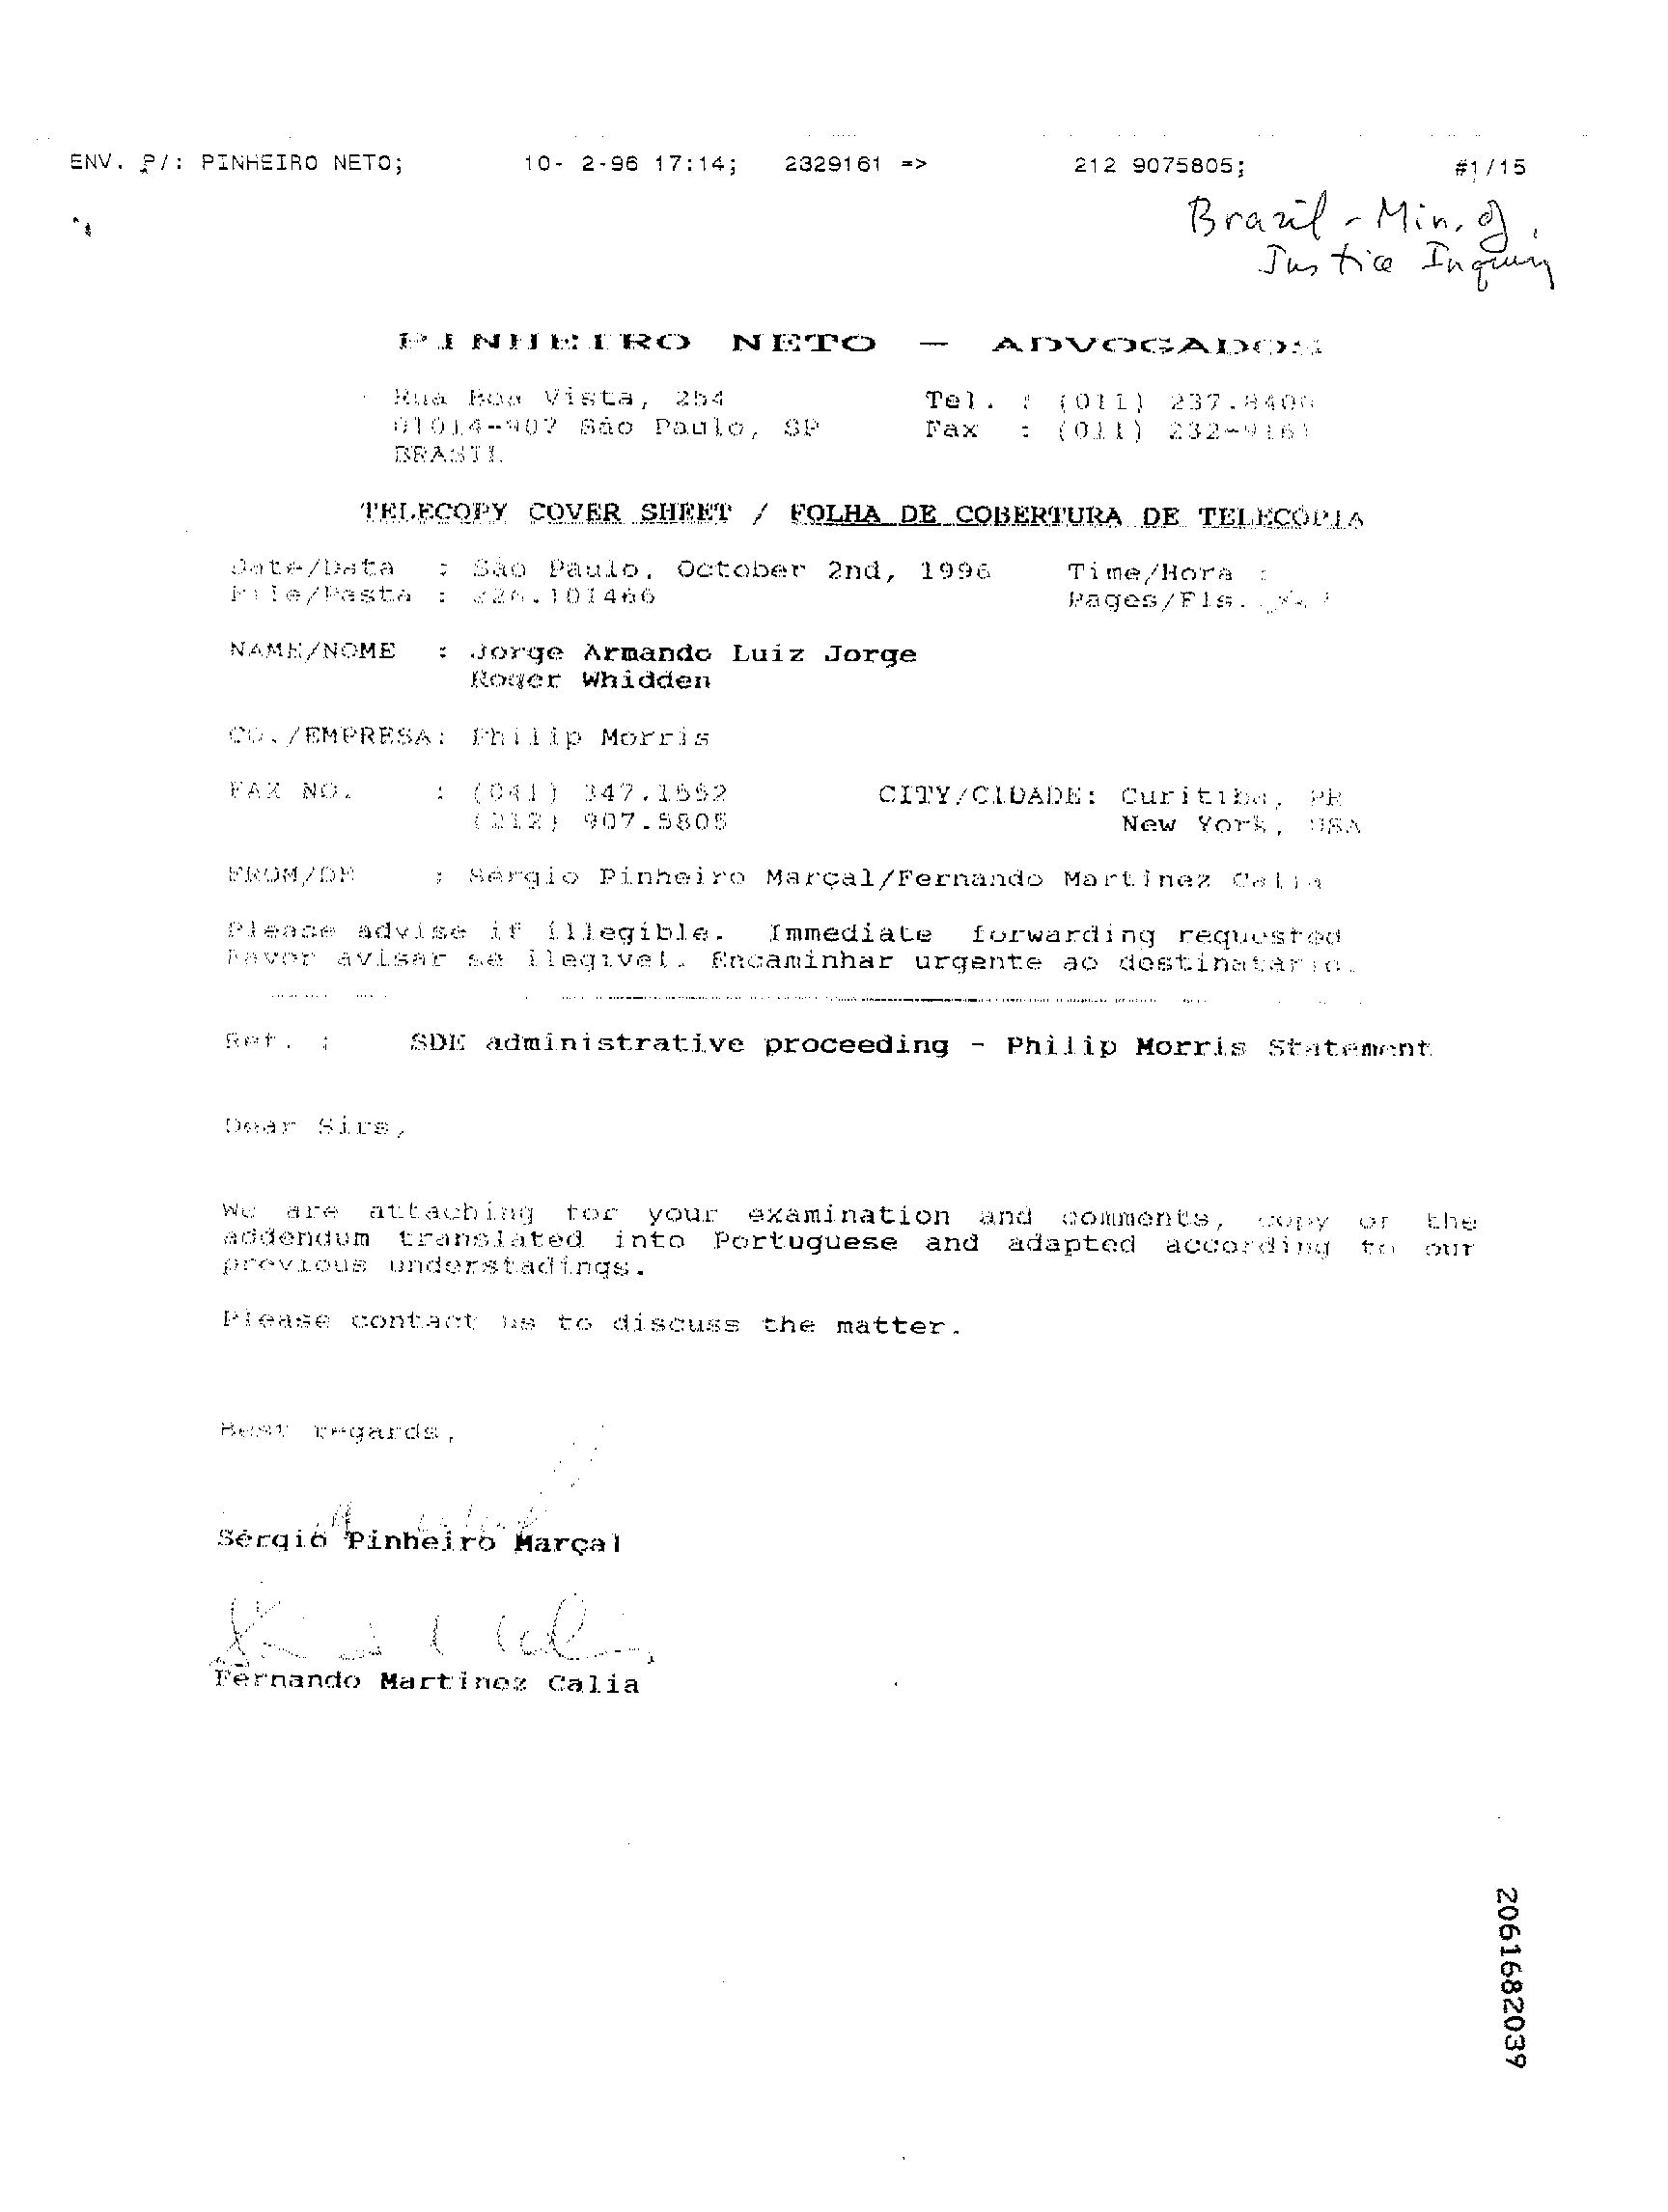 ENV. P/: PINHEIRO NETO; 10- 2-96 17:14; 2329161 => 212 9075805; #1/15
Brazil - Min. of
Justice Inquiry
PINHEIRO NETO — ADVOGADOS
Rua Boa Vista, 254 Tel. : (011) 237.8400
01014-907 São Paulo, SP Fax : (011) 232-9161
BRASIL
TELECOPY COVER SHEET / FOLHA DE COBERTURA DE TELECÓPIA
Date/Data : São Paulo, October 2nd, 1996 Time/Hora :
File/Pasta : 226.101466 Pages/Fls.
NAME/NOME : Jorge Armando Luiz Jorge
Roger Whidden
CO./EMPRESA: Philip Morris
FAX NO. : (041) 347.1552 CITY/CIDADE: Curitiba, PR
(212) 907.5805 New York, USA
FROM/DE : Sérgio Pinheiro Marçal/Fernando Martinez Calia
Please advise if illegible. Immediate forwarding requested
Favor avisar se ilegível. Encaminhar urgente ao destinatário.
Ref. : SDE administrative proceeding - Philip Morris Statement
Dear Sirs,
We are attaching for your examination and comments, copy of the
addendum translated into Portuguese and adapted according to our
previous understadings.
Please contact us to discuss the matter.
Best regards,
Sérgio Pinheiro Marçal
Fernando Martinez Calia
2061682039